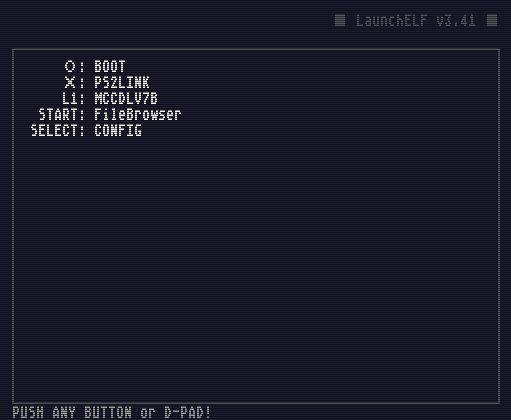 ■ LaunchELF v3.41 ■
○: BOOT
×: PS2LINK
L1: MCCDLV7B
START: FileBrowser
SELECT: CONFIG
PUSH ANY BUTTON or D-PAD!